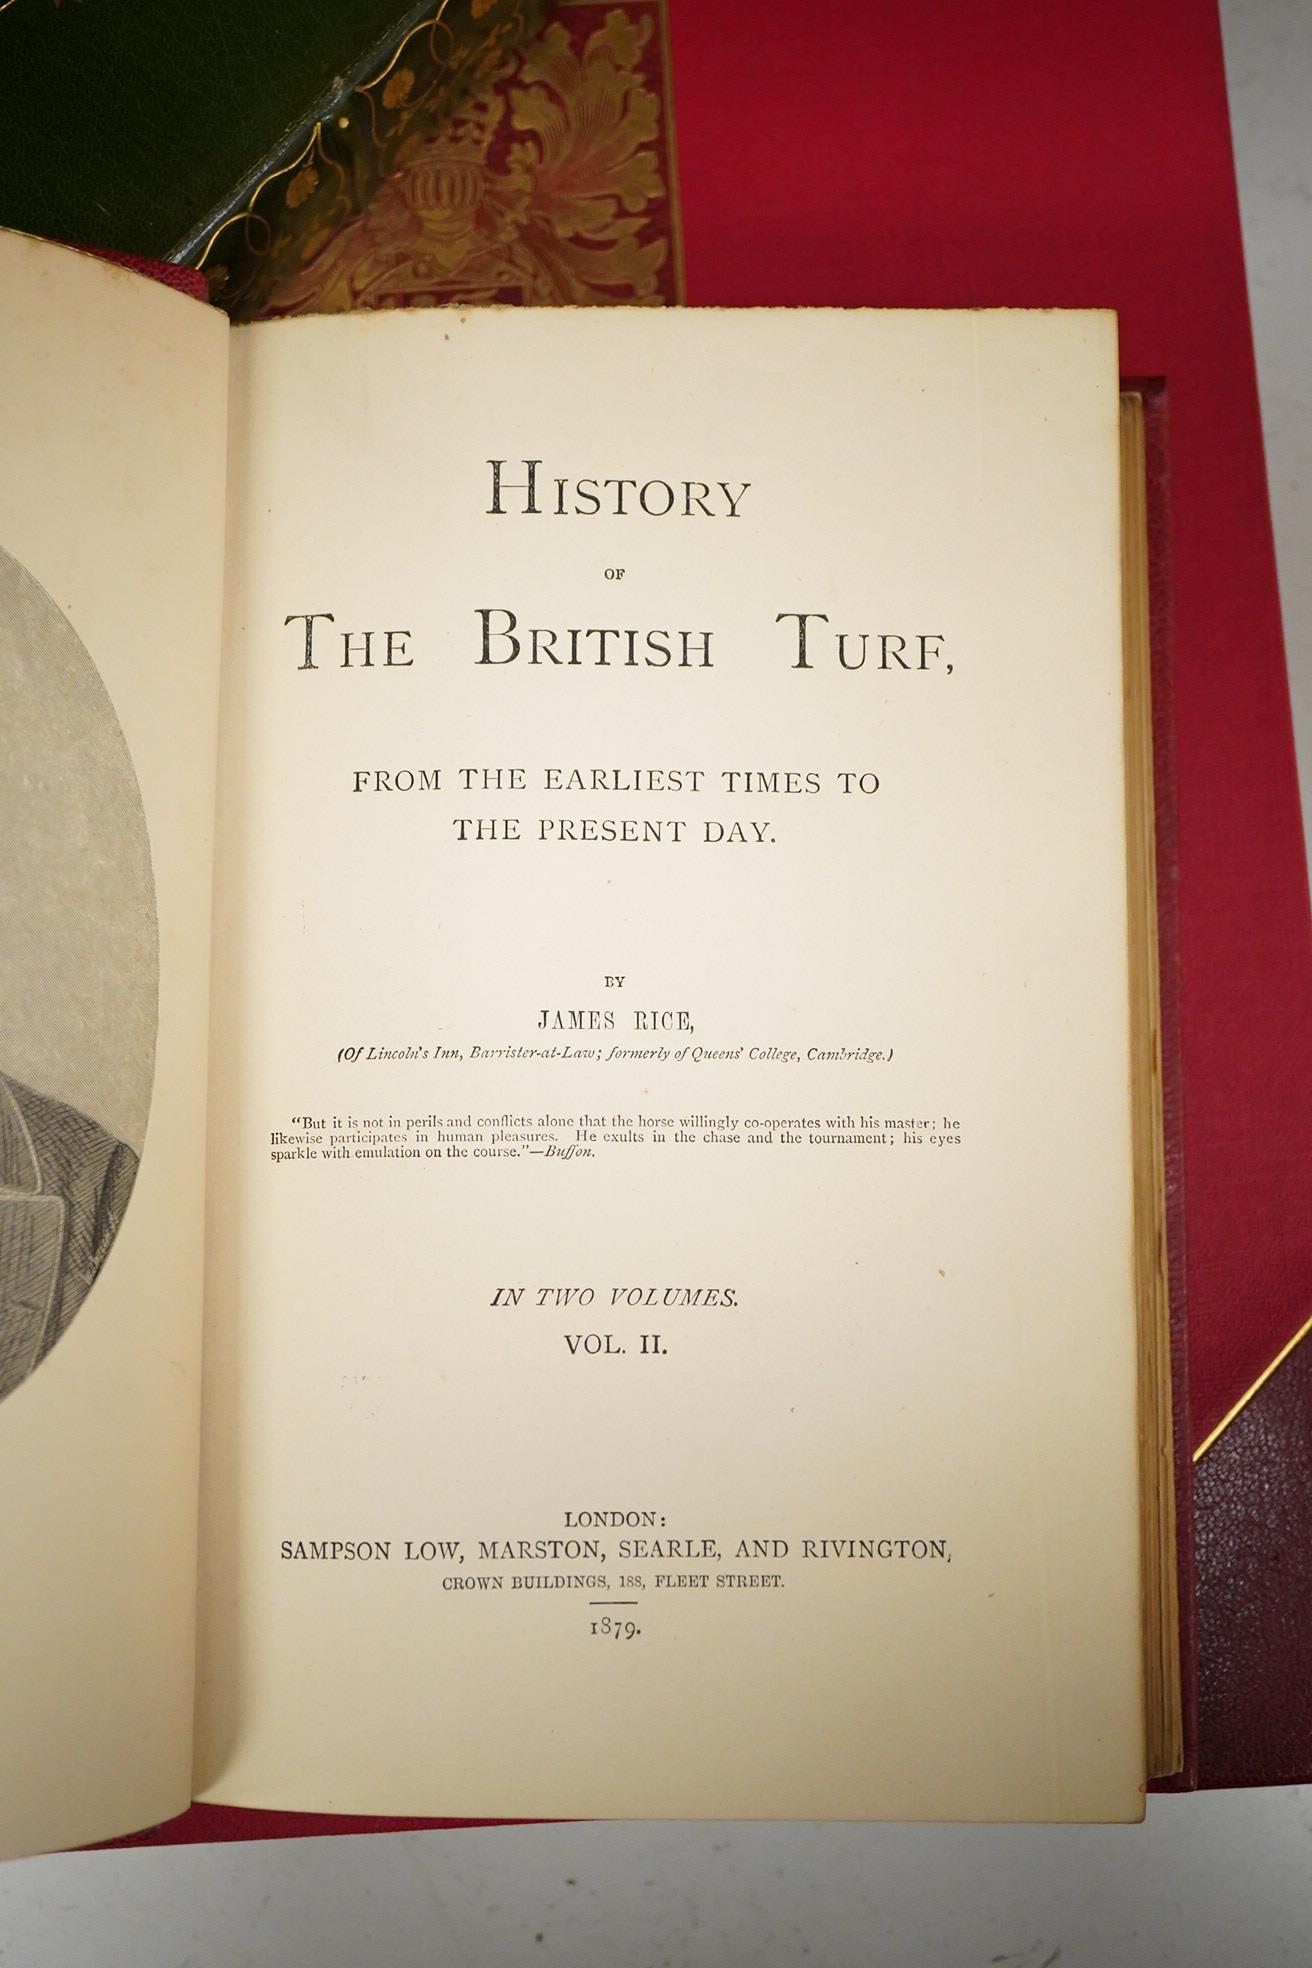 HISTORY
OF
THE BRITISH TURF,
FROM THE EARLIEST TIMES TO
THE PRESENT DAY.
BY
JAMES RICE,
(Of Lincoln's Inn, Barrister-at-Law; formerly of Queens' College, Cambridge.)
"But it is not in perils and conflicts alone that the horse willingly co-operates with his master; he
likewise participates in human pleasures. He exults in the chase and the tournament; his eyes
sparkle with emulation on the course."—Buffon.
IN TWO VOLUMES.
VOL. II.
LONDON:
SAMPSON LOW, MARSTON, SEARLE, AND RIVINGTON,
CROWN BUILDINGS, 188, FLEET STREET.
1879.